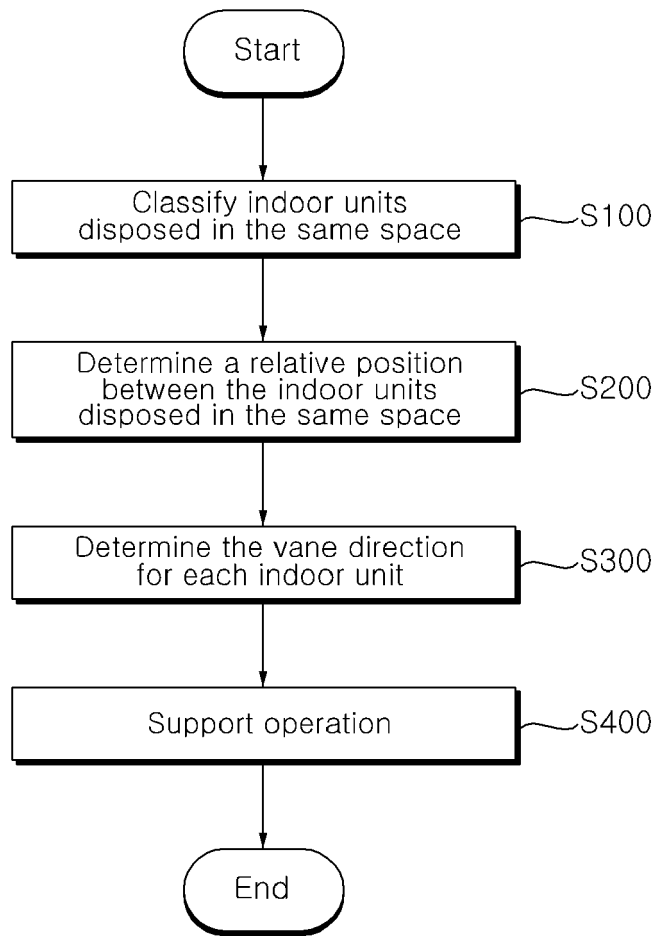 Start
Classify indoor units
disposed in the same space
S100
Determine a relative position
between the indoor units
disposed in the same space
S200
Determine the vane direction
for each indoor unit
S300
Support operation
S400
End